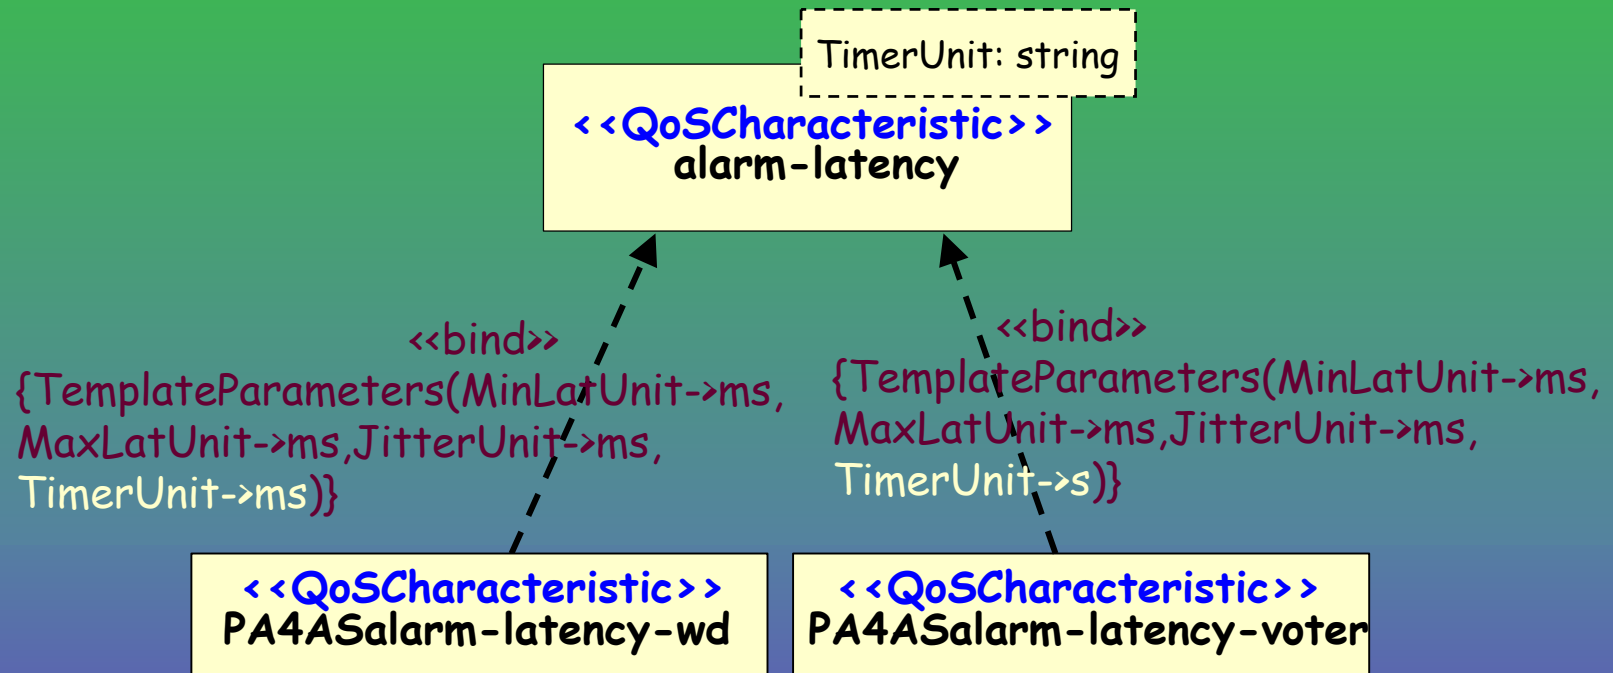 TimerUnit: string
<<QoSCharacteristic>>
alarm-latency
<<bind>>
{TemplateParameters(MinLatUnit->ms,
MaxLatUnit->ms,JitterUnit->ms,
TimerUnit->ms)}
<<bind>>
{TemplateParameters(MinLatUnit->ms,
MaxLatUnit->ms,JitterUnit->ms,
TimerUnit->s)}
<<QoSCharacteristic>>
PA4ASalarm-latency-wd
<<QoSCharacteristic>>
PA4ASalarm-latency-voter